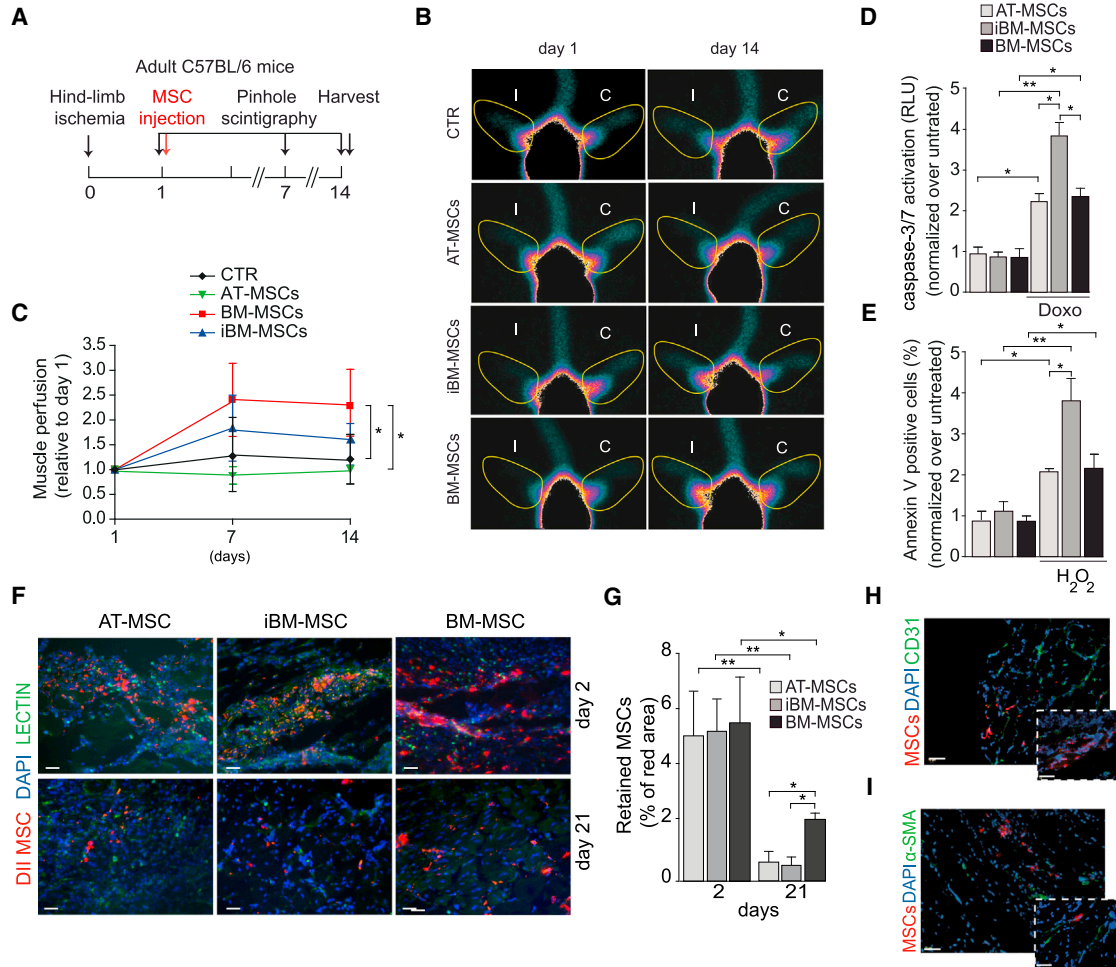 A
Adult C57BL/6 mice
Hind-limb ischemia
MSC injection
Pinhole scintigraphy
Harvest
0 1 7 14
B
day 1 day 14
CTR
I C I C
AT-MSCs
I C I C
iBM-MSCs
I C I C
BM-MSCs
I C I C
C
CTR
AT-MSCs
BM-MSCs
iBM-MSCs
Muscle perfusion
(relative to day 1)
3.5
3.0
2.5
2.0
1.5
1.0
0.5
0.0
1 7 14
(days)
* *
D
AT-MSCs
iBM-MSCs
BM-MSCs
caspase-3/7 activation (RLU)
(normalized over untreated)
5
4
3
2
1
0
*
**
* *
*
Doxo
E
Annexin V positive cells (%)
(normalized over untreated)
5
4
3
2
1
0
*
**
*
*
H2O2
F
AT-MSC iBM-MSC BM-MSC
DII MSC DAPI LECTIN
day 2
day 21
G
Retained MSCs
(% of red area)
8
6
4
2
0
*
**
**
AT-MSCs
iBM-MSCs
BM-MSCs
*
*
2 21
days
H
MSCs DAPI CD31
I
MSCs DAPI α-SMA